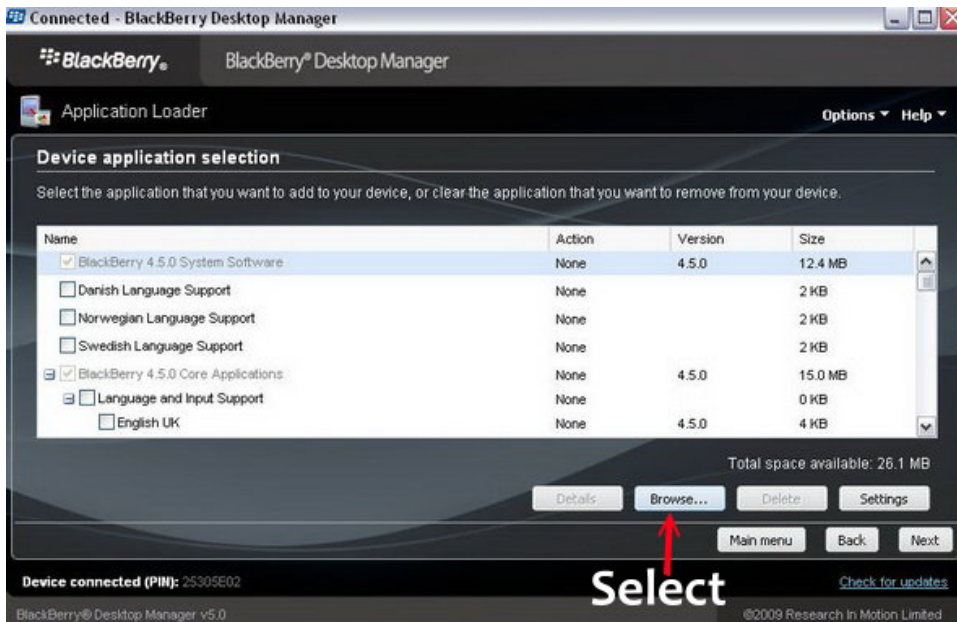 Connected - BlackBerry Desktop Manager
BlackBerry® BlackBerry® Desktop Manager
Application Loader Options Help
Device application selection
Select the application that you want to add to your device, or clear the application that you want to remove from your device.
Name Action Version Size
BlackBerry 4.5.0 System Software None 4.5.0 12.4 MB
Danish Language Support None 2 KB
Norwegian Language Support None 2 KB
Swedish Language Support None 2 KB
BlackBerry 4.5.0 Core Applications None 4.5.0 15.0 MB
Language and Input Support None 0 KB
English UK None 4.5.0 4 KB
Total space available: 26.1 MB
Details Browse... Delete Settings
Main menu Back Next
Select
Device connected (PIN): 25305E02 Check for updates
BlackBerry® Desktop Manager v5.0 ©2009 Research In Motion Limited